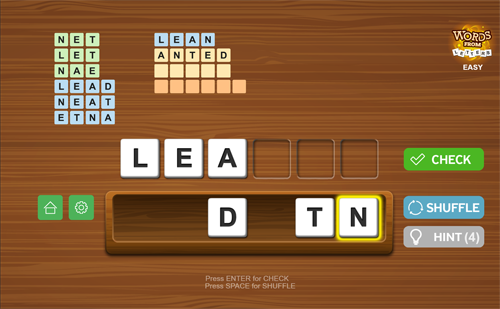 NET
LET
NAE
LEAD
NEAT
ETNA
LEAN
ANTED
WORDS
FROM
LETTERS
EASY
LEA
CHECK
D TN
SHUFFLE
HINT (4)
Press ENTER for CHECK
Press SPACE for SHUFFLE